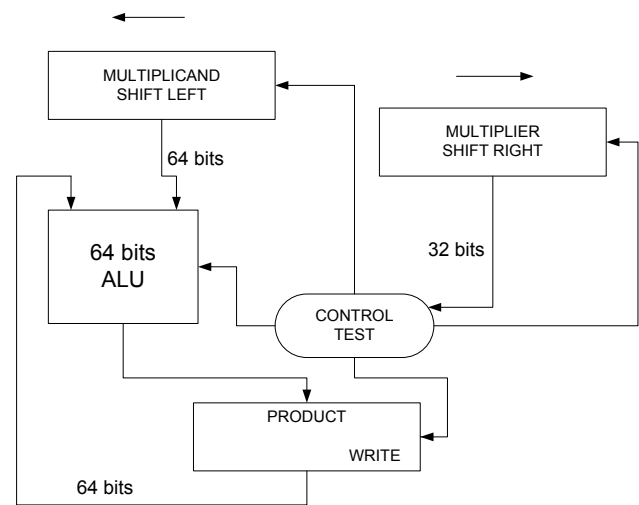 MULTIPLICAND
SHIFT LEFT
MULTIPLIER
SHIFT RIGHT
64 bits
64 bits
ALU
32 bits
CONTROL
TEST
PRODUCT
WRITE
64 bits